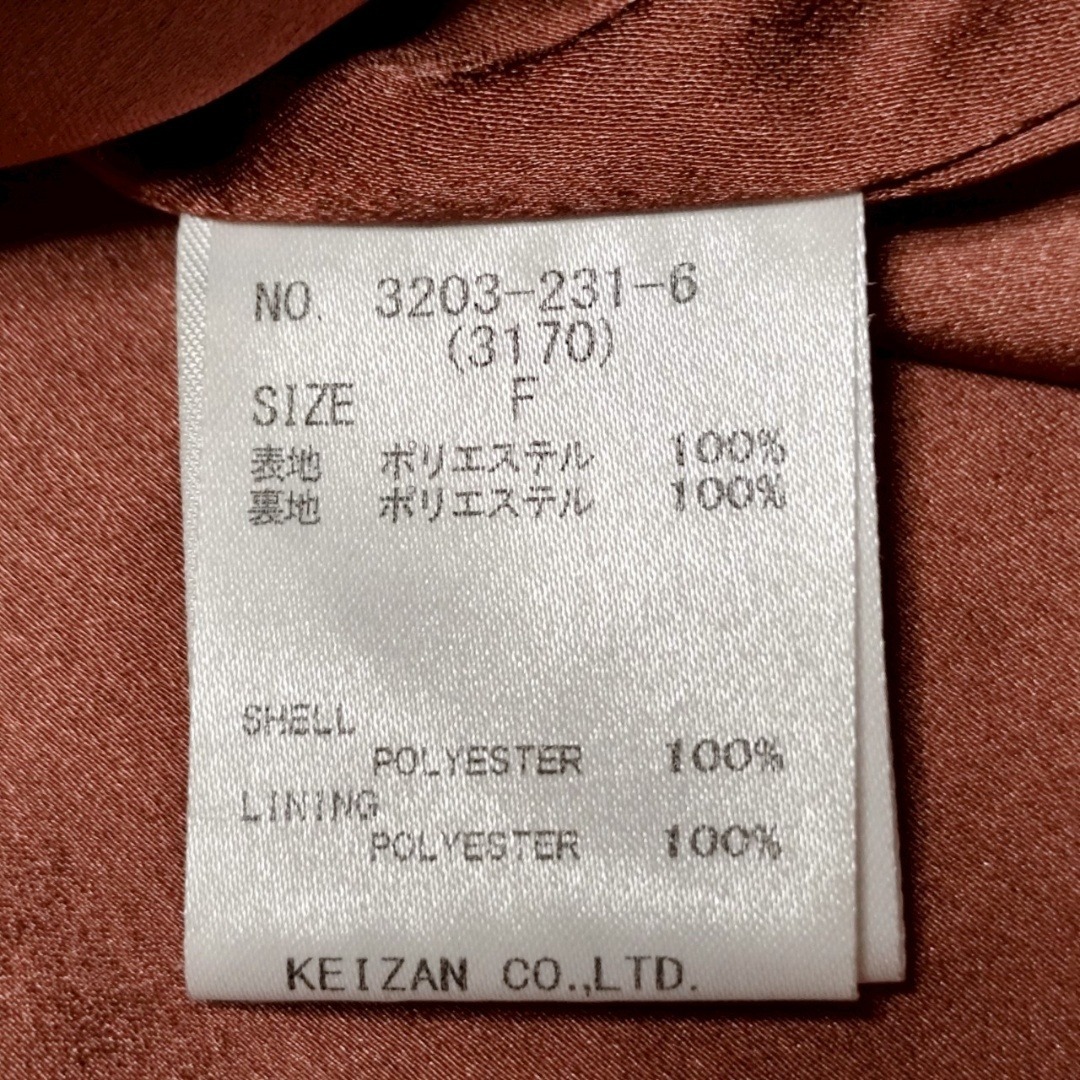 NO. 3203-231-6
(3170)
SIZE F
表地 ポリエステル 100%
裏地 ポリエステル 100%
SHELL
POLYESTER 100%
LINING
POLYESTER 100%
KEIZAN CO.,LTD.